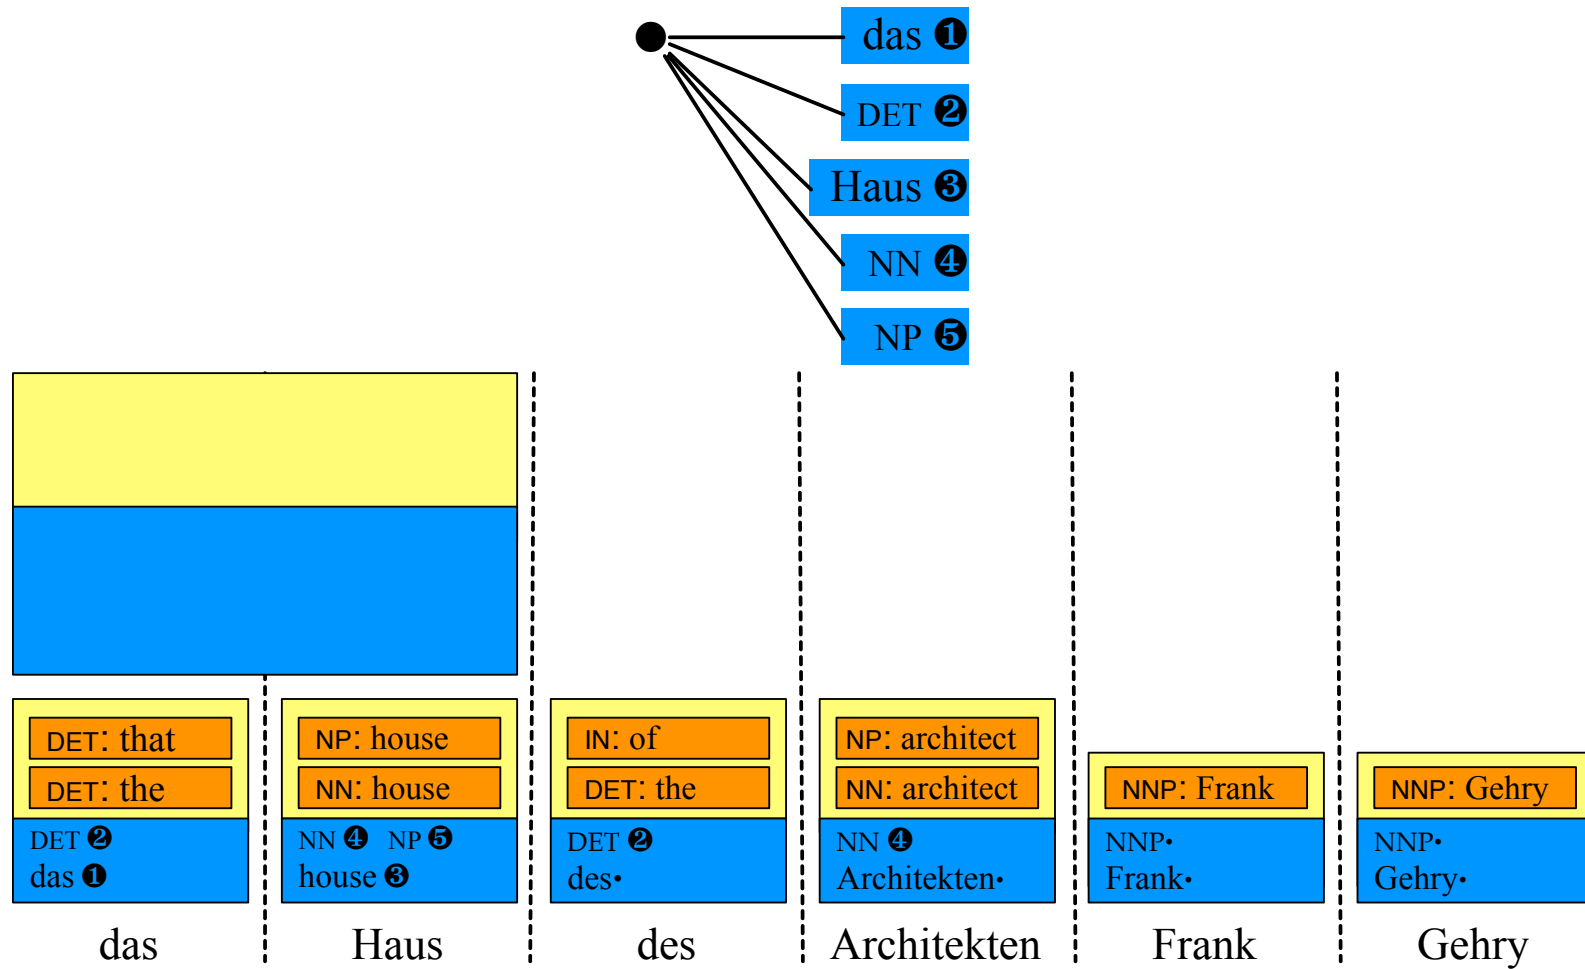 das ❶
DET ❷
Haus ❸
NN ❹
NP ❺
DET: that
DET: the
DET ❷
das ❶
NP: house
NN: house
NN ❹ NP ❺
house ❸
IN: of
DET: the
DET ❷
des•
NP: architect
NN: architect
NN ❹
Architekten•
NNP: Frank
NNP•
Frank•
NNP: Gehry
NNP•
Gehry•
das Haus des Architekten Frank Gehry